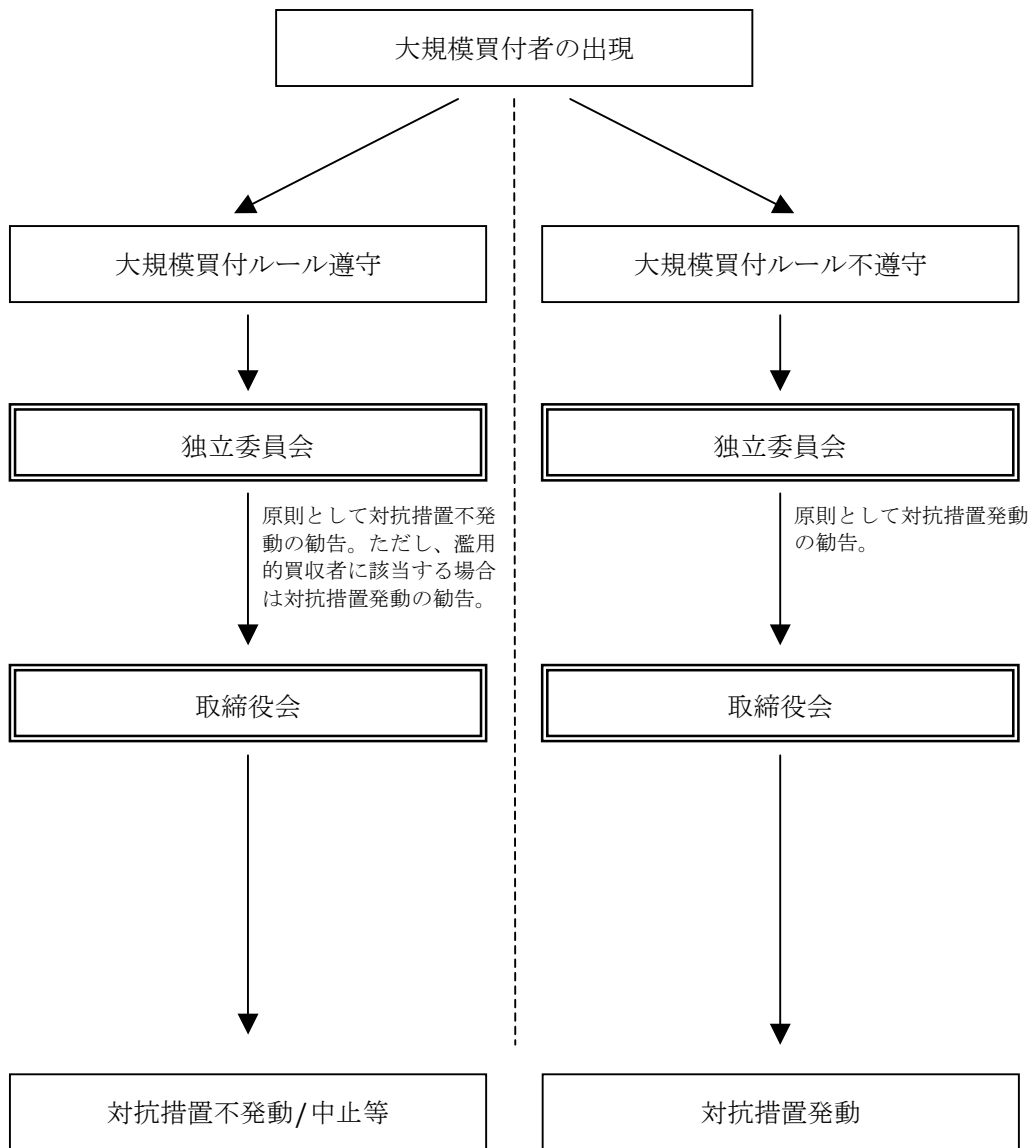 大規模買付者の出現
大規模買付ルール遵守
大規模買付ルール不遵守
独立委員会
独立委員会
原則として対抗措置不発
動の勧告。ただし、濫用
的買収者に該当する場合
は対抗措置発動の勧告。
原則として対抗措置発動
の勧告。
取締役会
取締役会
対抗措置不発動/中止等
対抗措置発動